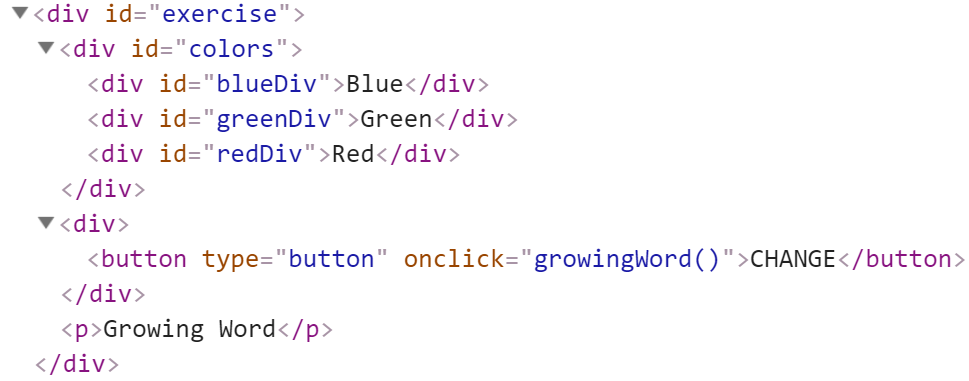 <div id="exercise">
<div id="colors">
<div id="blueDiv">Blue</div>
<div id="greenDiv">Green</div>
<div id="redDiv">Red</div>
</div>
<div>
<button type="button" onclick="growingWord()">CHANGE</button>
</div>
<p>Growing Word</p>
</div>